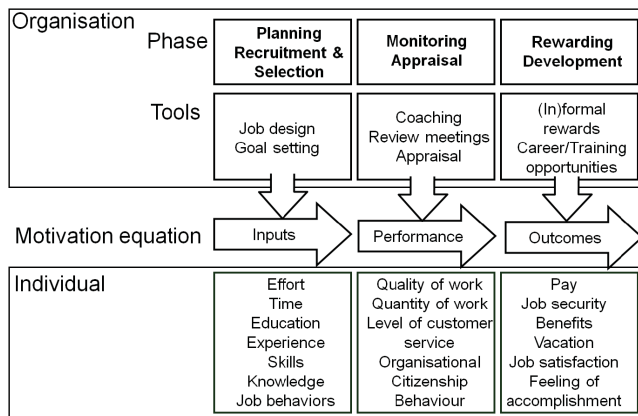 Organisation
Phase
Planning
Recruitment &
Selection
Monitoring
Appraisal
Rewarding
Development
Tools
Job design
Goal setting
Coaching
Review meetings
Appraisal
(In)formal
rewards
Career/Training
opportunities
Motivation equation
Inputs
Performance
Outcomes
Individual
Effort
Time
Education
Experience
Skills
Knowledge
Job behaviors
Quality of work
Quantity of work
Level of customer
service
Organisational
Citizenship
Behaviour
Pay
Job security
Benefits
Vacation
Job satisfaction
Feeling of
accomplishment